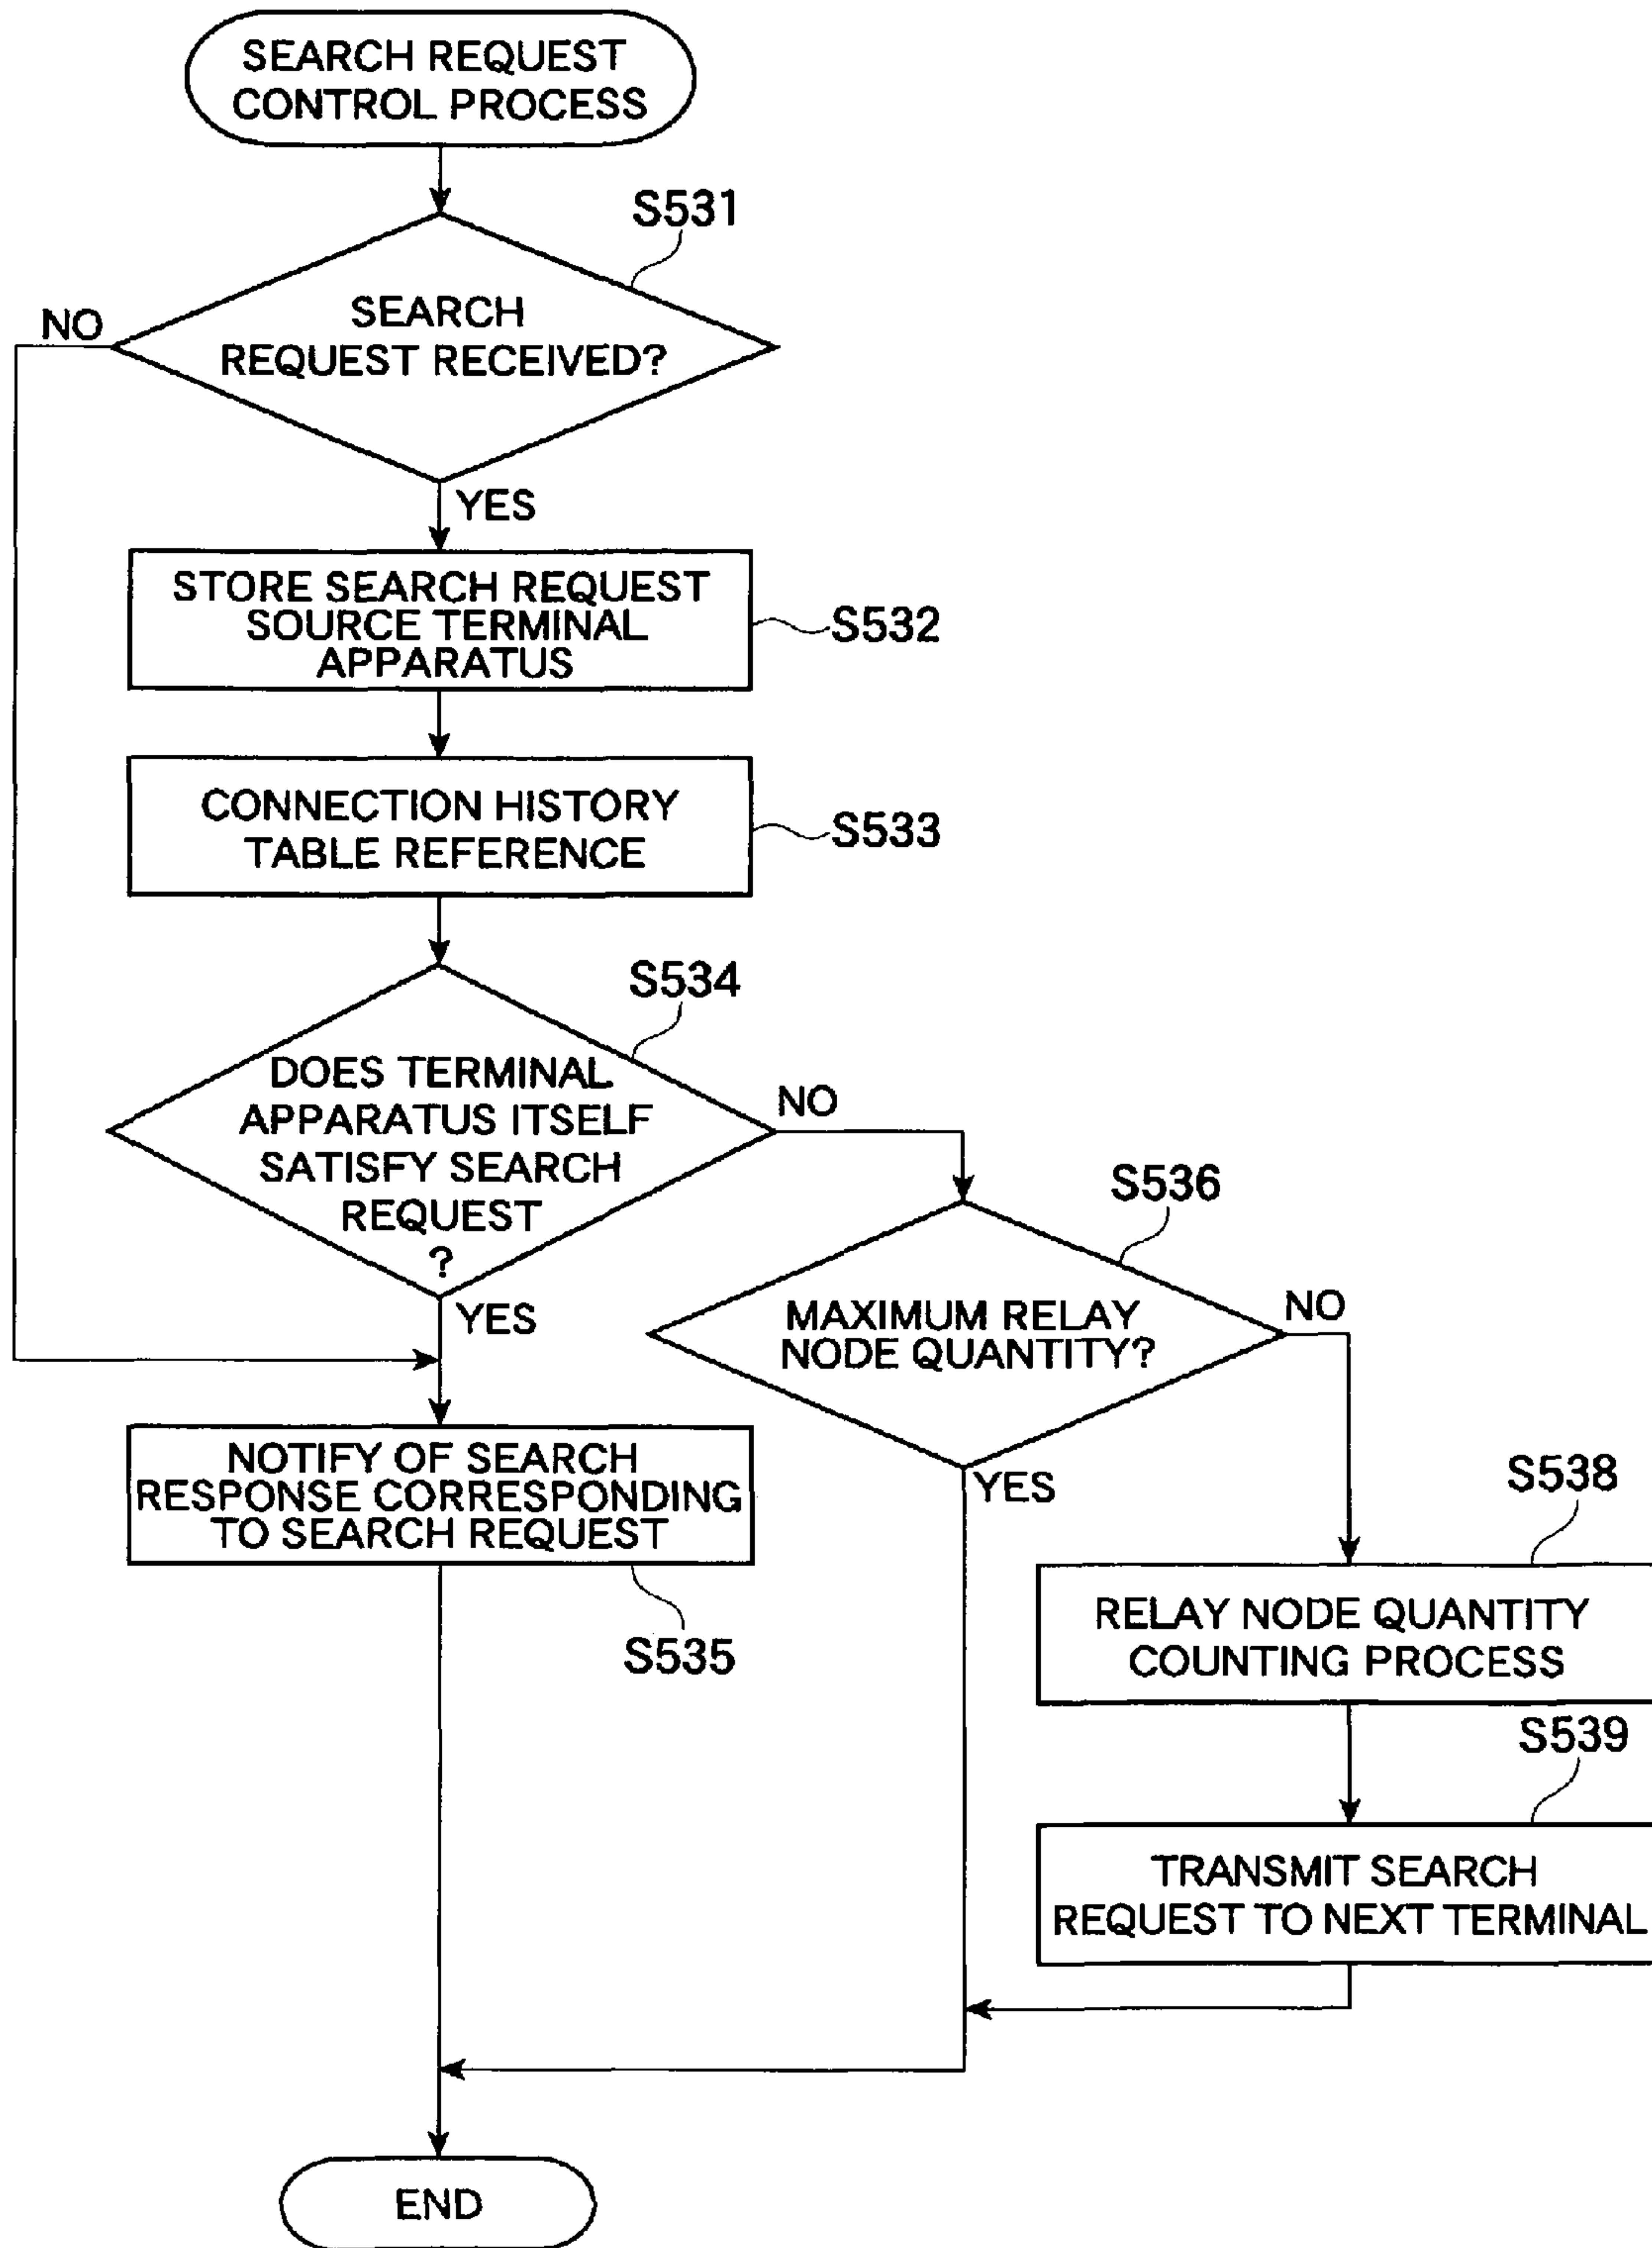 SEARCH REQUEST
CONTROL PROCESS
S531
NO
SEARCH
REQUEST RECEIVED?
YES
STORE SEARCH REQUEST
SOURCE TERMINAL
APPARATUS
S532
CONNECTION HISTORY
TABLE REFERENCE
S533
S534
DOES TERMINAL
APPARATUS ITSELF
SATISFY SEARCH
REQUEST
?
NO
YES
S536
MAXIMUM RELAY
NODE QUANTITY?
NO
YES
NOTIFY OF SEARCH
RESPONSE CORRESPONDING
TO SEARCH REQUEST
S535
S538
RELAY NODE QUANTITY
COUNTING PROCESS
S539
TRANSMIT SEARCH
REQUEST TO NEXT TERMINAL
END